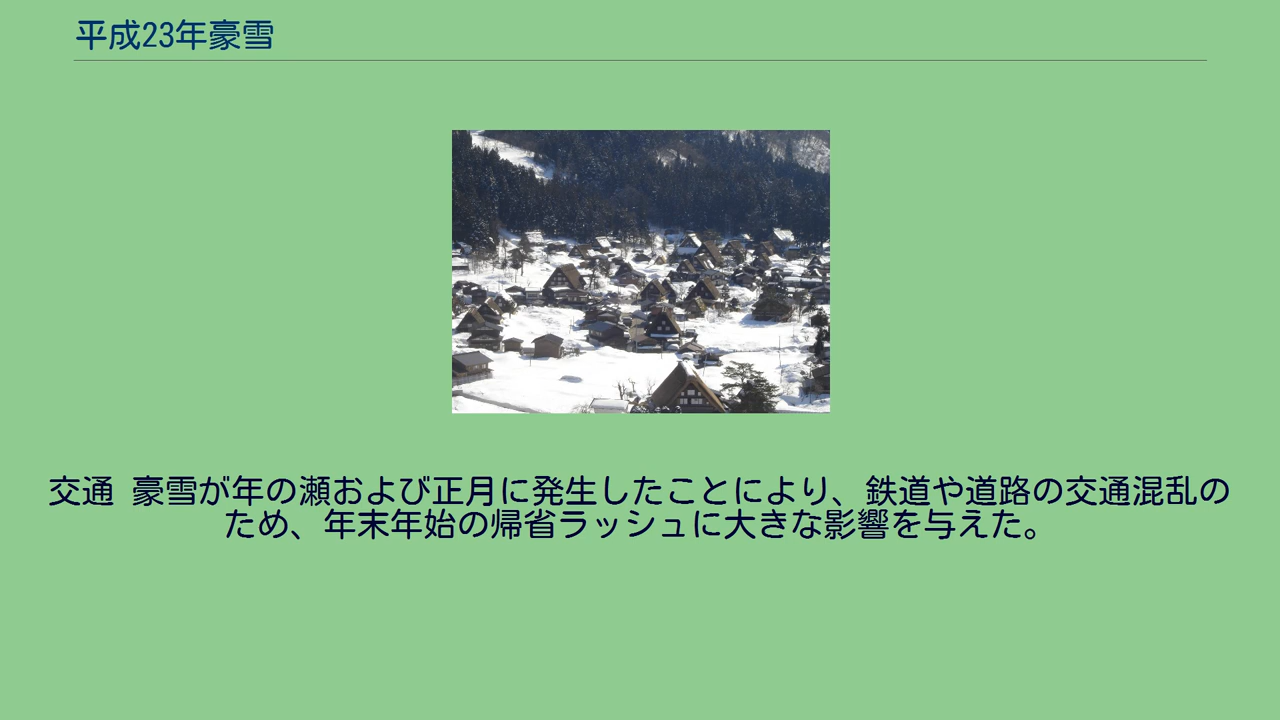 平成23年豪雪
交通 豪雪が年の瀬および正月に発生したことにより、鉄道や道路の交通混乱の
ため、年末年始の帰省ラッシュに大きな影響を与えた。